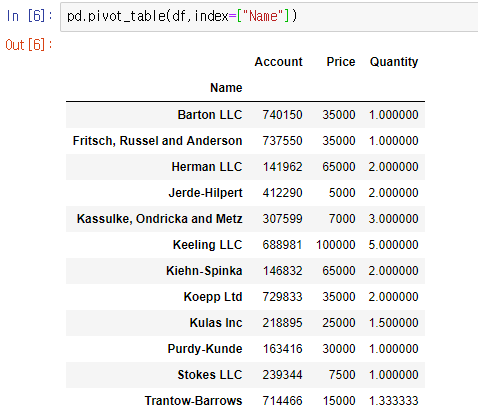 In [6]: pd.pivot_table(df,index=["Name"])
Out[6]:
Account Price Quantity
Name
Barton LLC 740150 35000 1.000000
Fritsch, Russel and Anderson 737550 35000 1.000000
Herman LLC 141962 65000 2.000000
Jerde-Hilpert 412290 5000 2.000000
Kassulke, Ondricka and Metz 307599 7000 3.000000
Keeling LLC 688981 100000 5.000000
Kiehn-Spinka 146832 65000 2.000000
Koepp Ltd 729833 35000 2.000000
Kulas Inc 218895 25000 1.500000
Purdy-Kunde 163416 30000 1.000000
Stokes LLC 239344 7500 1.000000
Trantow-Barrows 714466 15000 1.333333